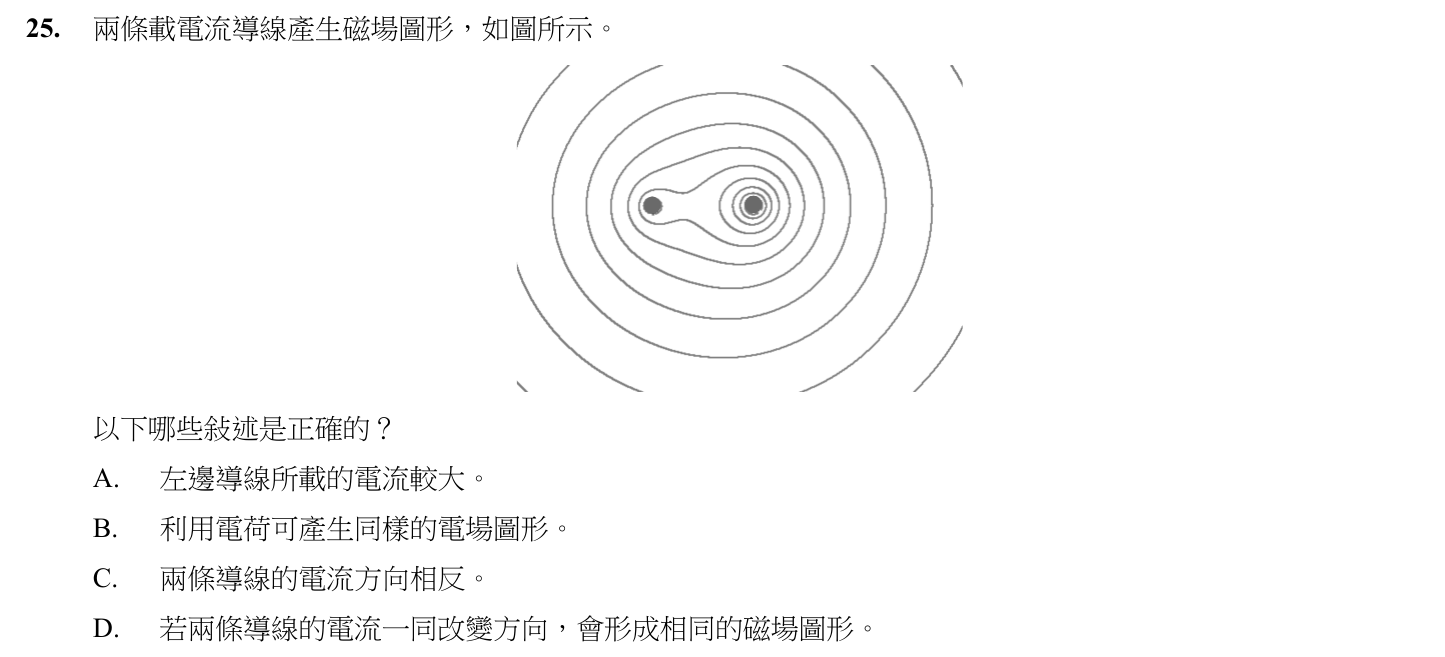 25. 兩條載電流導線產生磁場圖形，如圖所示。
以下哪些敍述是正確的？
A. 左邊導線所載的電流較大。
B. 利用電荷可產生同樣的電場圖形。
C. 兩條導線的電流方向相反。
D. 若兩條導線的電流一同改變方向，會形成相同的磁場圖形。